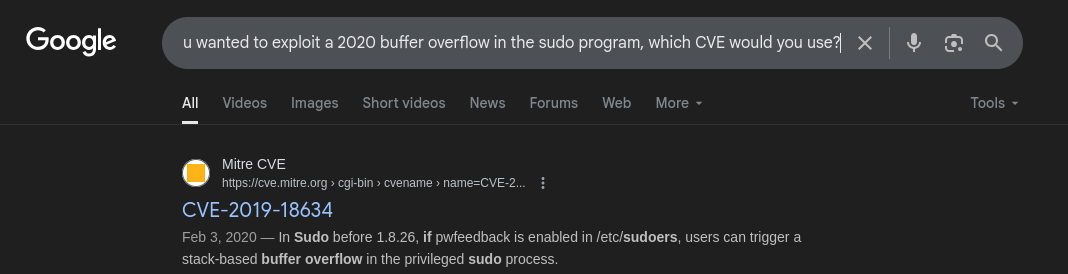 Google
u wanted to exploit a 2020 buffer overflow in the sudo program, which CVE would you use?
All Videos Images Short videos News Forums Web More Tools
Mitre CVE
https://cve.mitre.org › cgi-bin › cvename › name=CVE-2...
CVE-2019-18634
Feb 3, 2020 — In Sudo before 1.8.26, if pwfeedback is enabled in /etc/sudoers, users can trigger a
stack-based buffer overflow in the privileged sudo process.